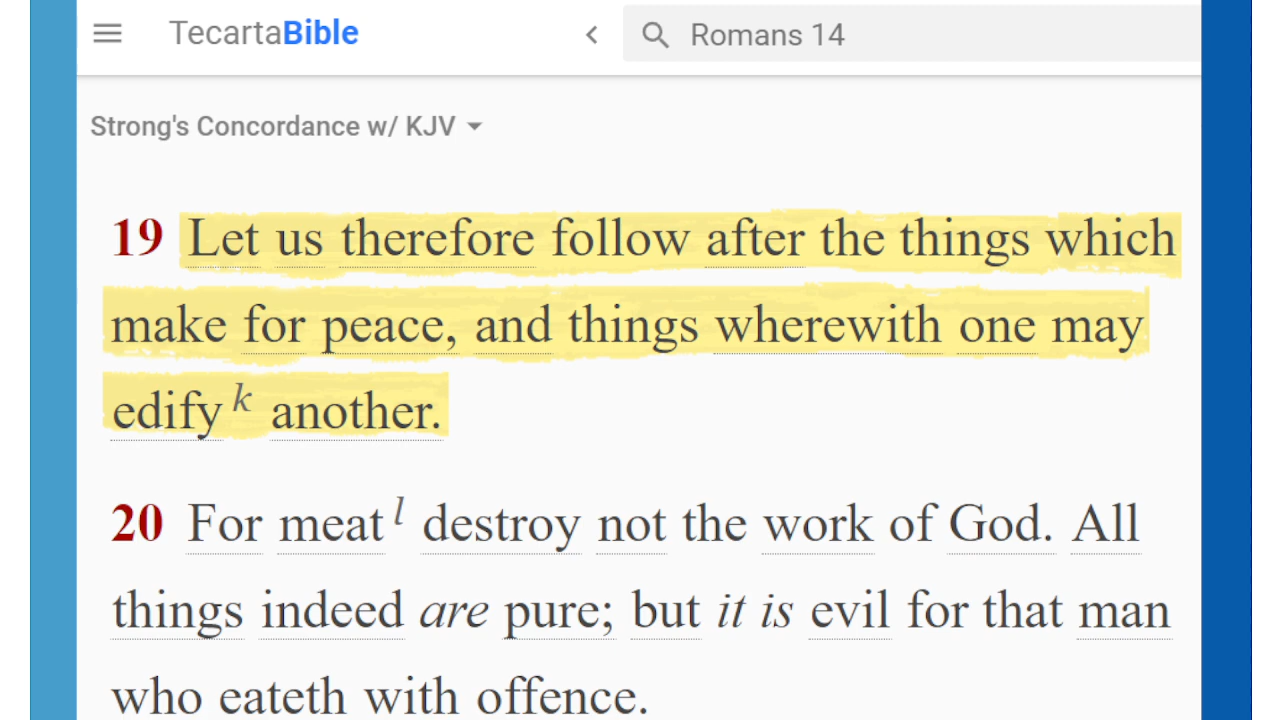 TecartaBible
Romans 14
Strong's Concordance w/ KJV
19 Let us therefore follow after the things which
make for peace, and things wherewith one may
edify k another.
20 For meat l destroy not the work of God. All
things indeed are pure; but it is evil for that man
who eateth with offence.